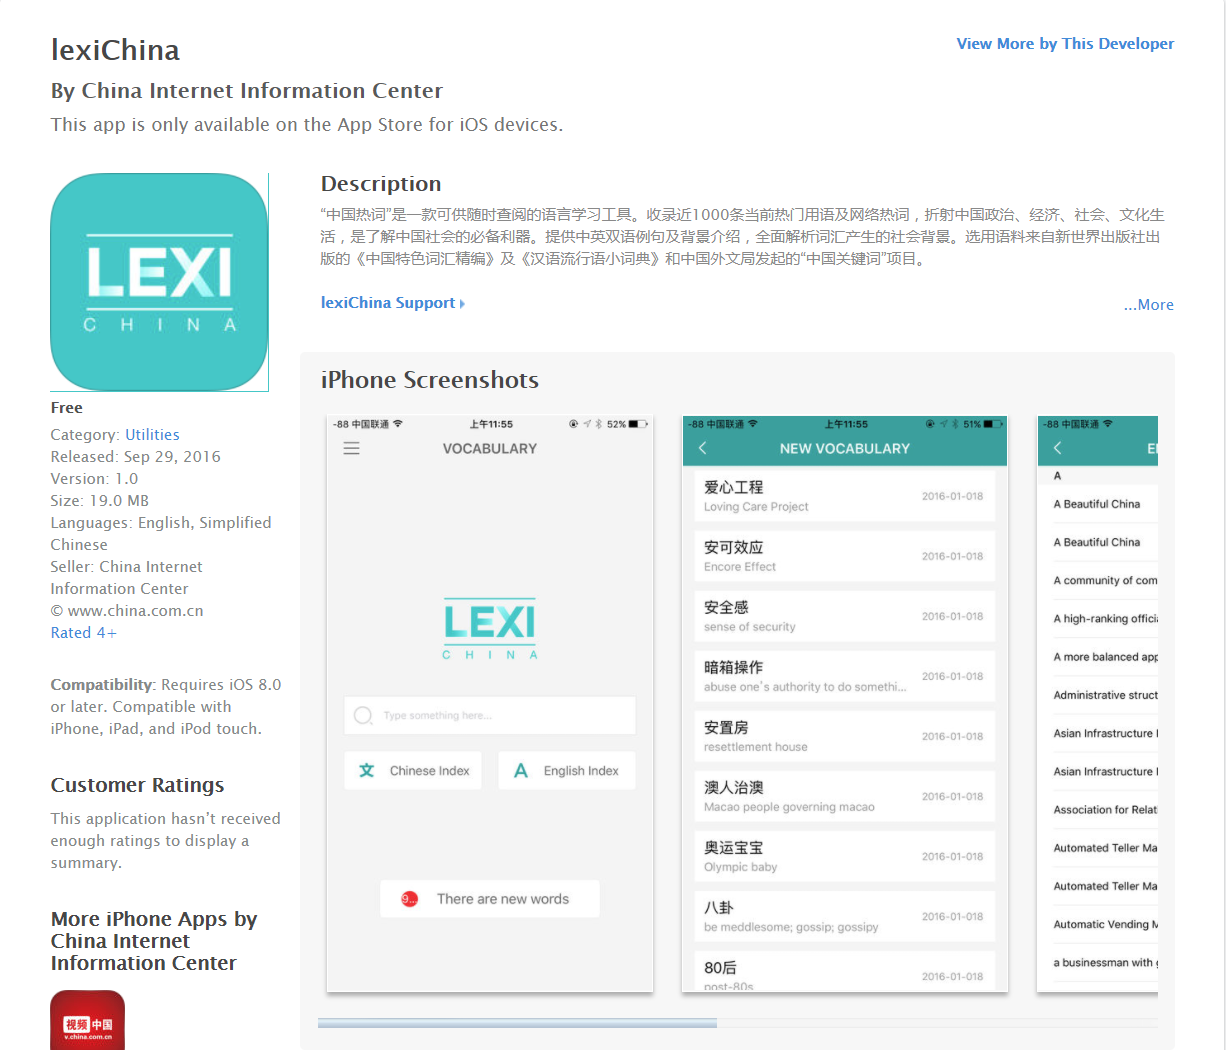 lexiChina
View More by This Developer
By China Internet Information Center
This app is only available on the App Store for iOS devices.
LEXI
CHINA
Free
Category: Utilities
Released: Sep 29, 2016
Version: 1.0
Size: 19.0 MB
Languages: English, Simplified
Chinese
Seller: China Internet
Information Center
© www.china.com.cn
Rated 4+
Compatibility: Requires iOS 8.0
or later. Compatible with
iPhone, iPad, and iPod touch.
Customer Ratings
This application hasn't received
enough ratings to display a
summary.
More iPhone Apps by
China Internet
Information Center
视频中国
v.china.com.cn
Description
“中国热词”是一款可供随时查阅的语言学习工具。收录近1000条当前热门用语及网络热词，折射中国政治、经济、社会、文化生
活，是了解中国社会的必备利器。提供中英双语例句及背景介绍，全面解析词汇产生的社会背景。选用语料来自新世界出版社出
版的《中国特色词汇精编》及《汉语流行语小词典》和中国外文局发起的“中国关键词”项目。
lexiChina Support
...More
iPhone Screenshots
-88 中国联通 上午11:55 52%
VOCABULARY
LEXI
CHINA
Type something here...
文 Chinese Index
A English Index
9... There are new words
-88 中国联通 上午11:55 51%
NEW VOCABULARY
爱心工程
Loving Care Project
2016-01-018
安可效应
Encore Effect
2016-01-018
安全感
sense of security
2016-01-018
暗箱操作
abuse one's authority to do somethi...
2016-01-018
安置房
resettlement house
2016-01-018
澳人治澳
Macao people governing macao
2016-01-018
奥运宝宝
Olympic baby
2016-01-018
八卦
be meddlesome; gossip; gossipy
2016-01-018
80后
post-80s
2016-01-018
-88 中国联通
A
A Beautiful China
A Beautiful China
A community of com
A high-ranking offici
A more balanced app
Administrative struct
Asian Infrastructure
Asian Infrastructure
Association for Relat
Automated Teller Ma
Automated Teller Ma
Automatic Vending M
a businessman with